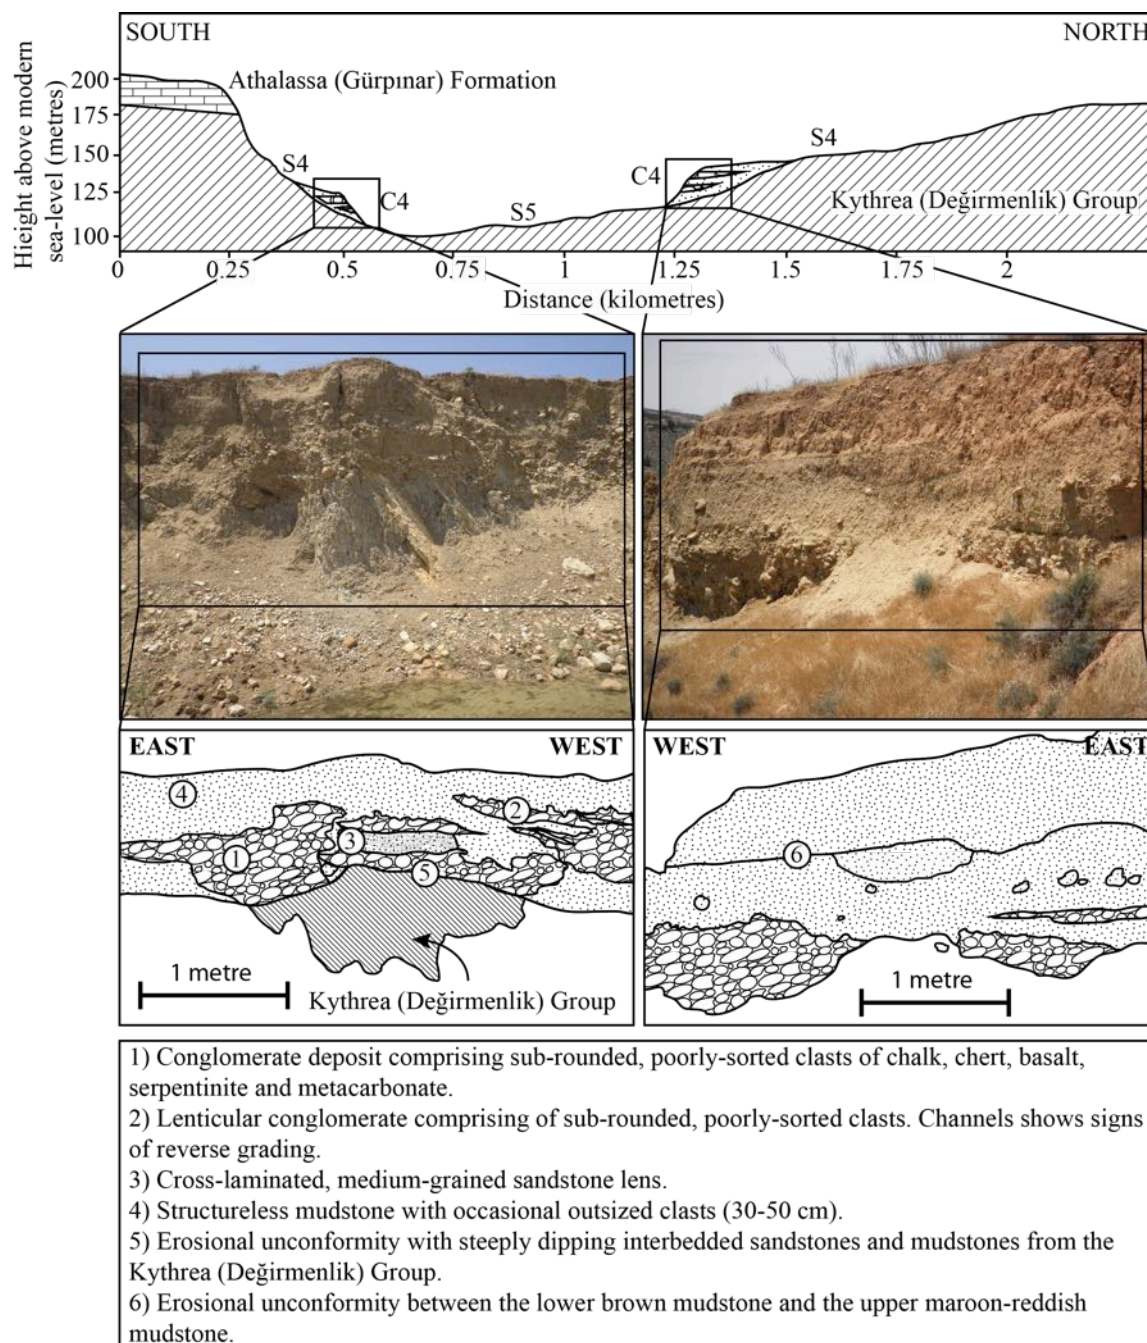 SOUTH
NORTH
Hieight above modern
sea-level (metres)
200
175
150
125
100
Athalassa (Gürpınar) Formation
S4
C4
S5
C4
S4
Kythrea (Değirmenlik) Group
0
0.25
0.5
0.75
1
1.25
1.5
1.75
2
Distance (kilometres)
EAST
WEST
4
2
3
1
5
1 metre
Kythrea (Değirmenlik) Group
WEST
EAST
6
1 metre
1) Conglomerate deposit comprising sub-rounded, poorly-sorted clasts of chalk, chert, basalt,
serpentinite and metacarbonate.
2) Lenticular conglomerate comprising of sub-rounded, poorly-sorted clasts. Channels shows signs
of reverse grading.
3) Cross-laminated, medium-grained sandstone lens.
4) Structureless mudstone with occasional outsized clasts (30-50 cm).
5) Erosional unconformity with steeply dipping interbedded sandstones and mudstones from the
Kythrea (Değirmenlik) Group.
6) Erosional unconformity between the lower brown mudstone and the upper maroon-reddish
mudstone.